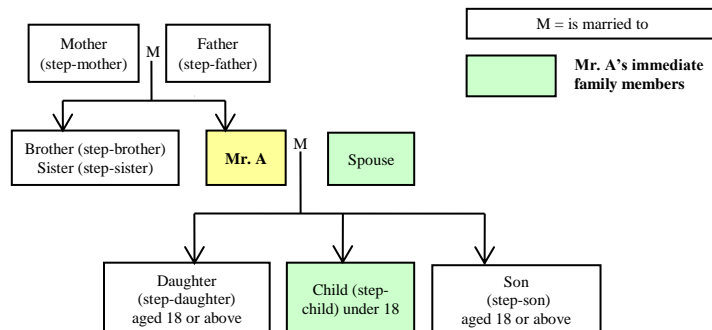 M = is married to
Mother
(step-mother)
M
Father
(step-father)
Mr. A's immediate
family members
Brother (step-brother)
Sister (step-sister)
Mr. A
M
Spouse
Daughter
(step-daughter)
aged 18 or above
Child (step-
child) under 18
Son
(step-son)
aged 18 or above